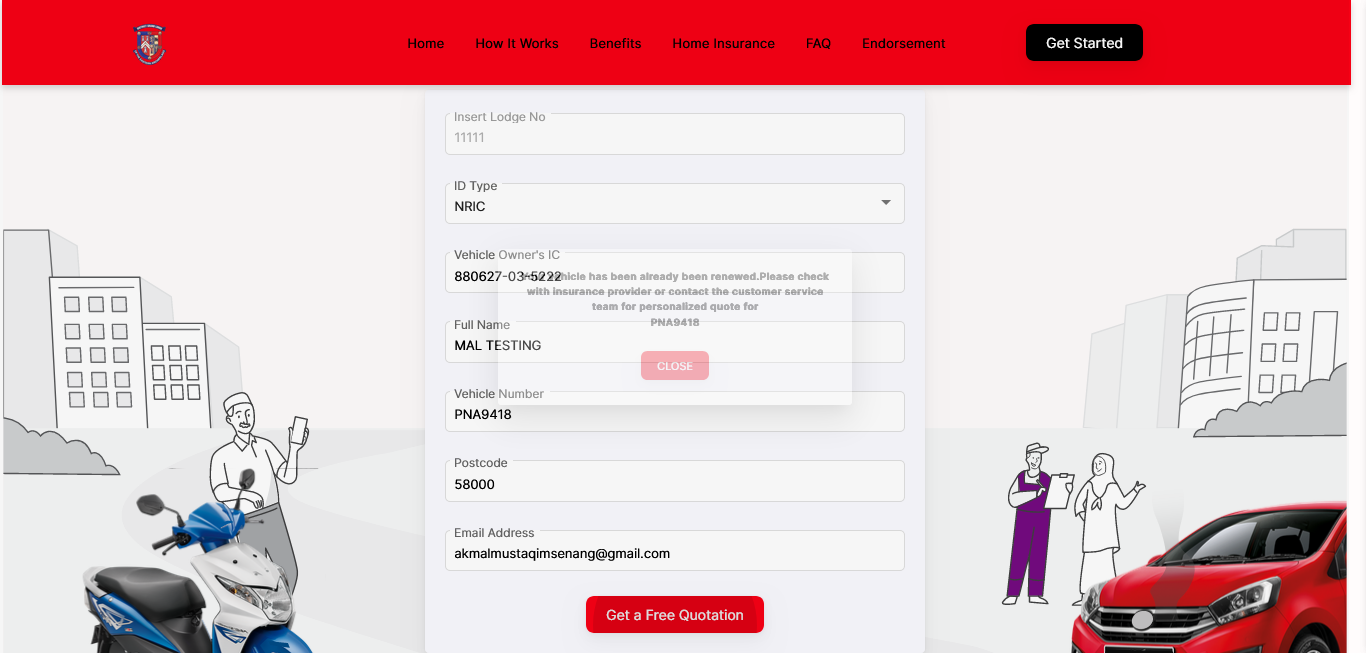 Home How It Works Benefits Home Insurance FAQ Endorsement Get Started
Insert Lodge No
11111
ID Type
NRIC
Vehicle Owner's IC
880627-03-5222
vehicle has been already been renewed.Please check
with insurance provider or contact the customer service
team for personalized quote for
PNA9418
Full Name
MAL TESTING
CLOSE
Vehicle Number
PNA9418
Postcode
58000
Email Address
akmalmustaqimsenang@gmail.com
Get a Free Quotation